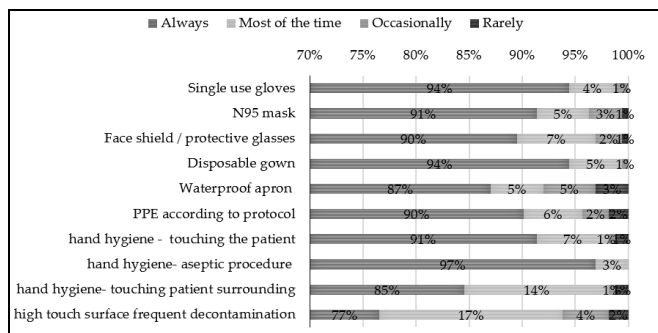 Always Most of the time Occasionally Rarely
70% 75% 80% 85% 90% 95% 100%
Single use gloves 94% 4% 1%
N95 mask 91% 5% 3% 1%
Face shield / protective glasses 90% 7% 2% 1%
Disposable gown 94% 5% 1%
Waterproof apron 87% 5% 5% 3%
PPE according to protocol 90% 6% 2% 2%
hand hygiene - touching the patient 91% 7% 1% 1%
hand hygiene- aseptic procedure 97% 3%
hand hygiene- touching patient surrounding 85% 14% 1% 1%
high touch surface frequent decontamination 77% 17% 4% 2%